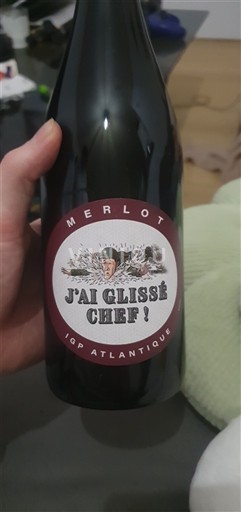 MERLOT
J'AI GLISSÉ
CHEF !
IGP ATLANTIQUE